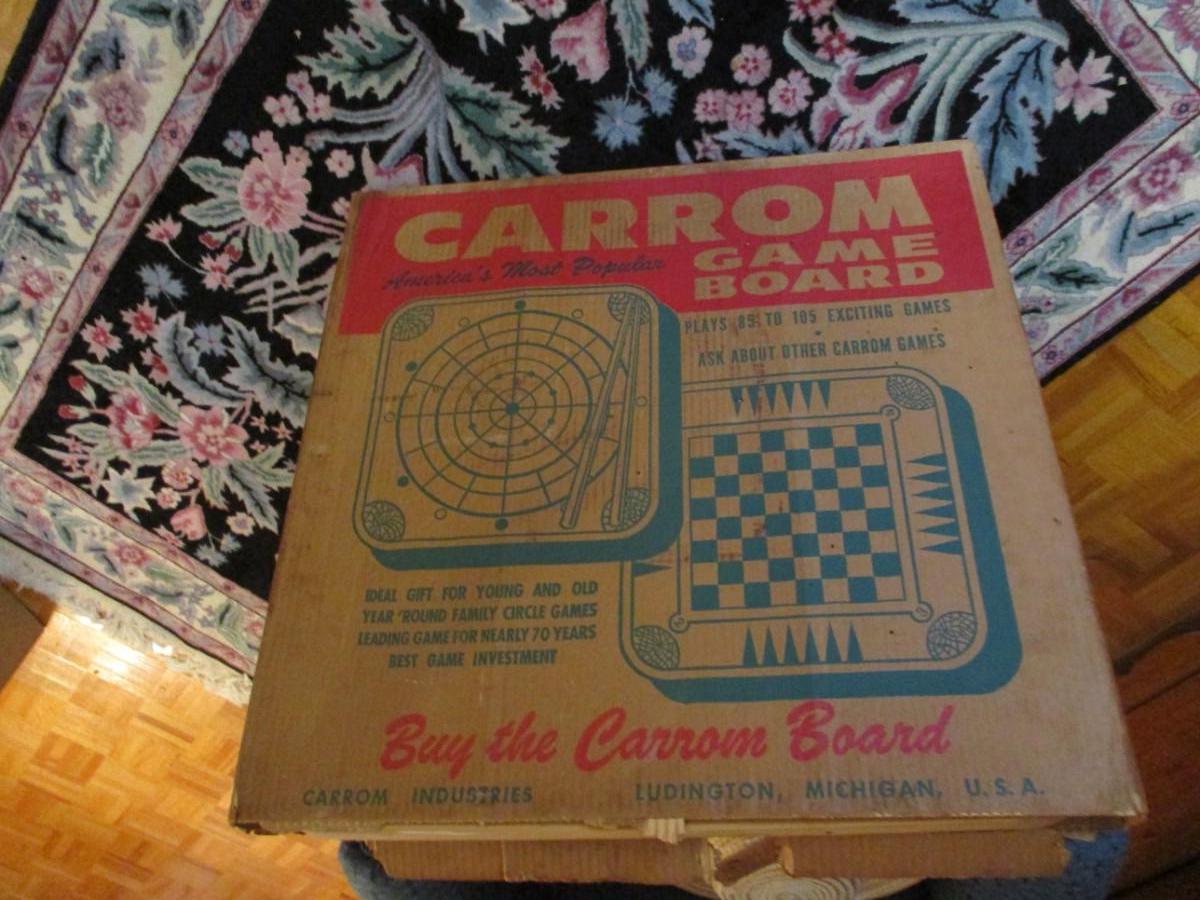 CARROM
America's Most Popular
GAME
BOARD
PLAYS 85 TO 105 EXCITING GAMES
ASK ABOUT OTHER CARROM GAMES
IDEAL GIFT FOR YOUNG AND OLD
YEAR 'ROUND FAMILY CIRCLE GAMES
LEADING GAME FOR NEARLY 70 YEARS
BEST GAME INVESTMENT
Buy the Carrom Board
CARROM INDUSTRIES LUDINGTON, MICHIGAN, U.S.A.